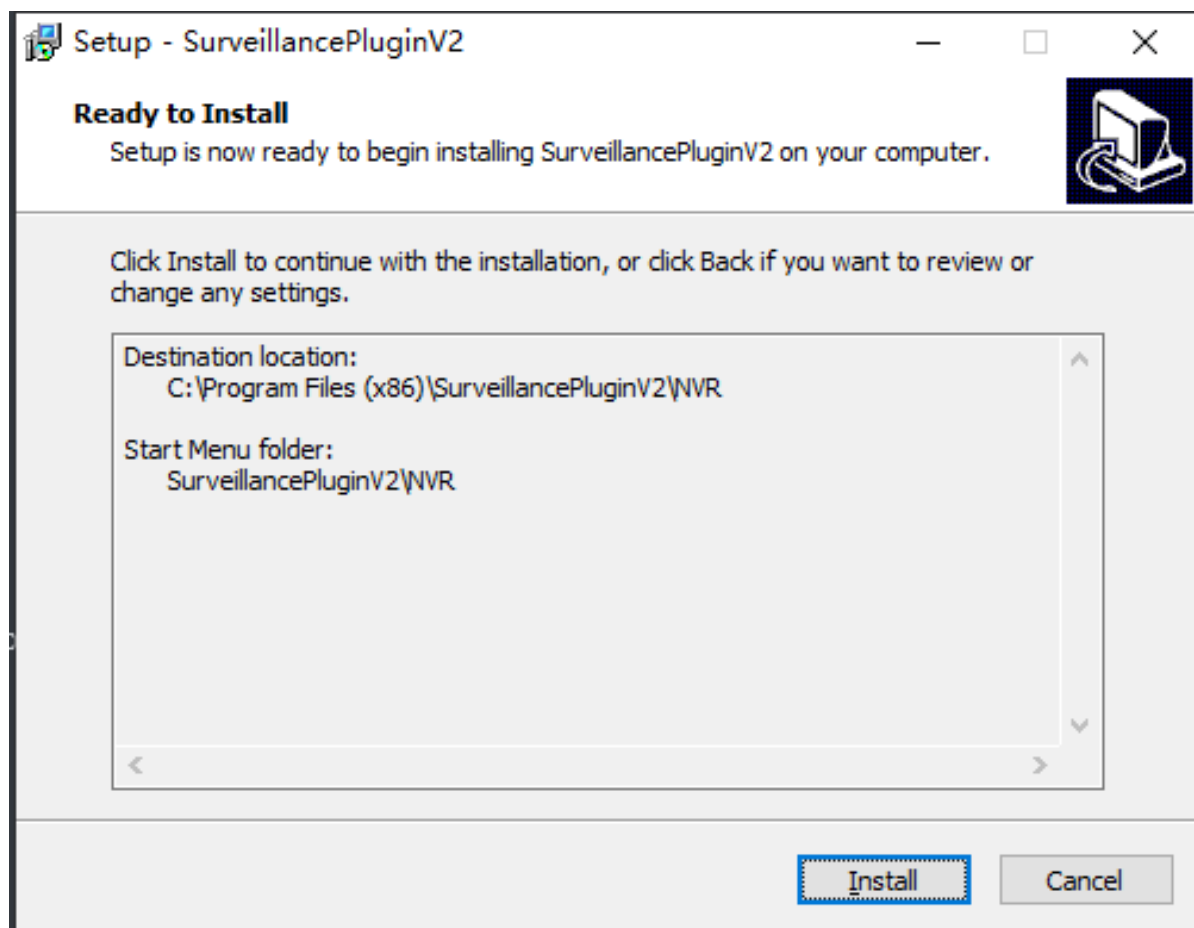 Setup - SurveillancePluginV2
Ready to Install
Setup is now ready to begin installing SurveillancePluginV2 on your computer.
Click Install to continue with the installation, or click Back if you want to review or
change any settings.
Destination location:
C:\Program Files (x86)\SurveillancePluginV2\NVR
Start Menu folder:
SurveillancePluginV2\NVR
Install
Cancel